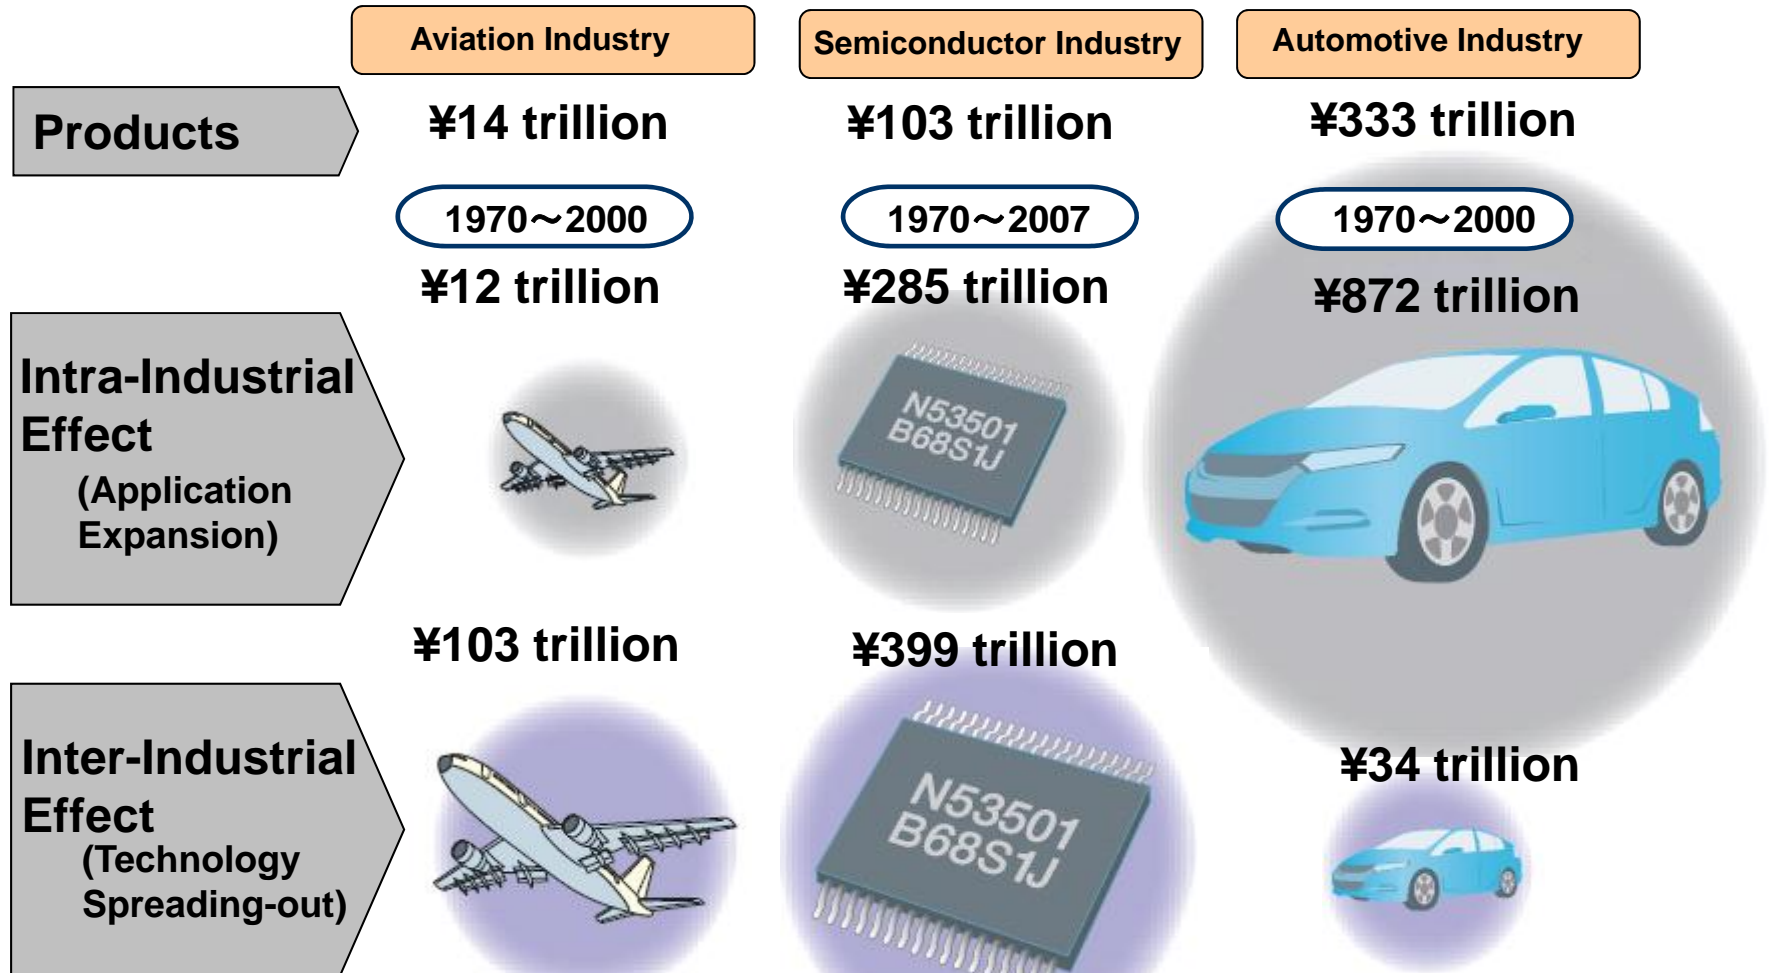 Aviation Industry
Semiconductor Industry
Automotive Industry
Products
¥14 trillion
¥103 trillion
¥333 trillion
1970～2000
1970～2007
1970～2000
¥12 trillion
¥285 trillion
¥872 trillion
Intra-Industrial
Effect
(Application
Expansion)
N53501
B68S1J
¥103 trillion
¥399 trillion
¥34 trillion
Inter-Industrial
Effect
(Technology
Spreading-out)
N53501
B68S1J